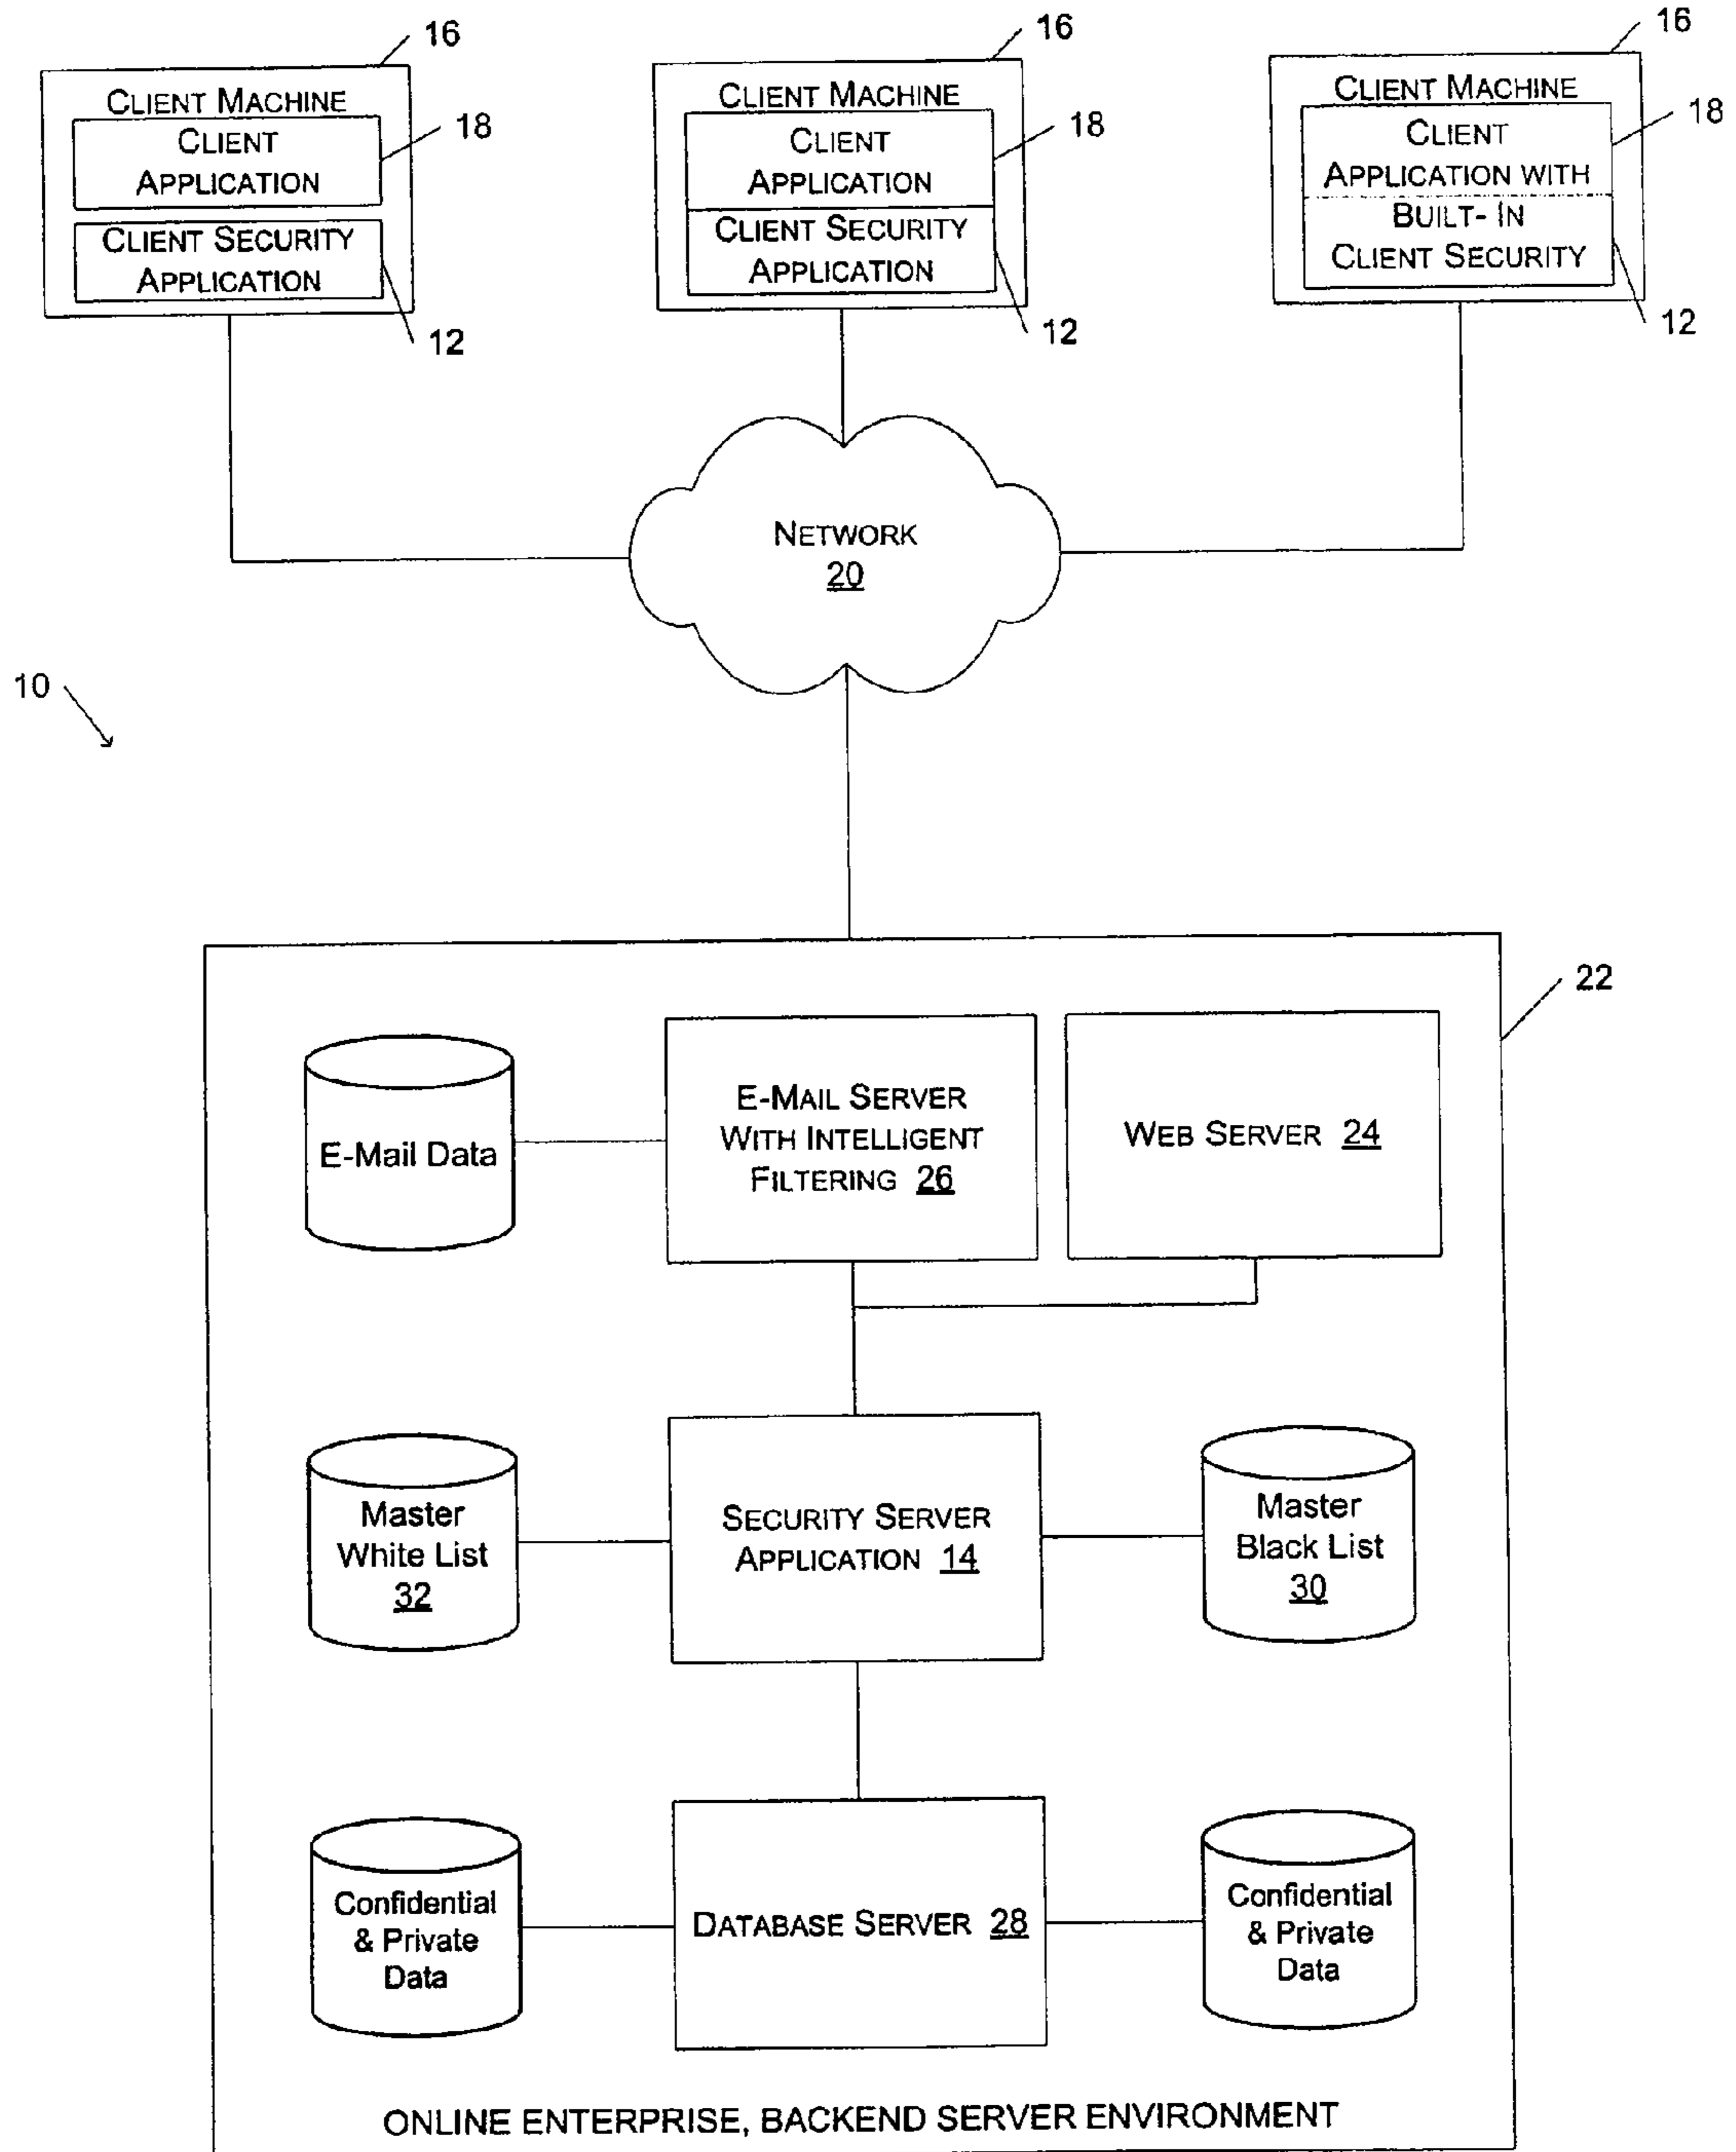 16
CLIENT MACHINE
CLIENT
APPLICATION
18
CLIENT SECURITY
APPLICATION
12
16
CLIENT MACHINE
CLIENT
APPLICATION
18
CLIENT SECURITY
APPLICATION
12
16
CLIENT MACHINE
CLIENT
APPLICATION WITH
18
BUILT- IN
CLIENT SECURITY
12
NETWORK
20
10
22
E-Mail Data
E-MAIL SERVER
WITH INTELLIGENT
FILTERING 26
WEB SERVER 24
Master
White List
32
SECURITY SERVER
APPLICATION 14
Master
Black List
30
Confidential
& Private
Data
DATABASE SERVER 28
Confidential
& Private
Data
ONLINE ENTERPRISE, BACKEND SERVER ENVIRONMENT